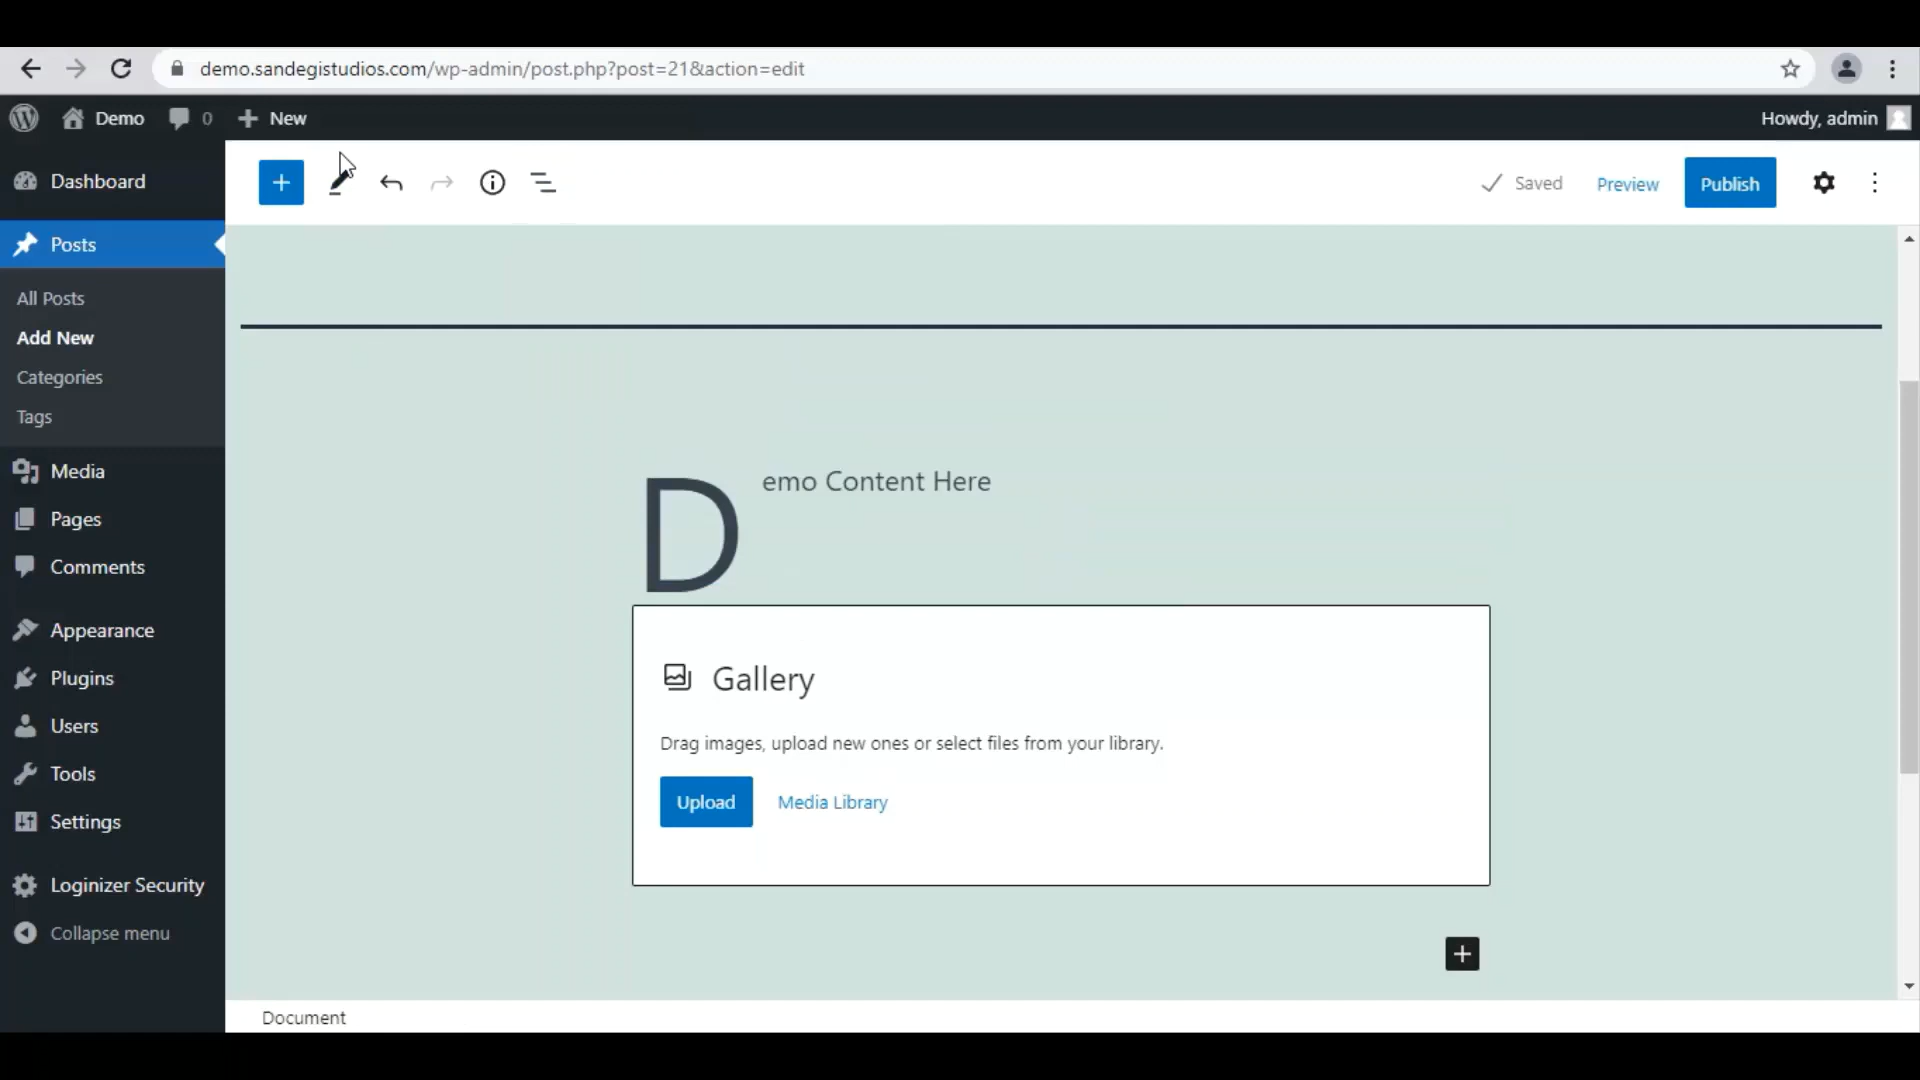 demo.sandegistudios.com/wp-admin/post.php?post=21&action=edit
Demo 0 New Howdy, admin
Dashboard
Saved Preview Publish
Posts
All Posts
Add New
Categories
Tags
Media
Pages
Comments
Appearance
Plugins
Users
Tools
Settings
Loginizer Security
Collapse menu
Demo Content Here
Gallery
Drag images, upload new ones or select files from your library.
Upload Media Library
Document